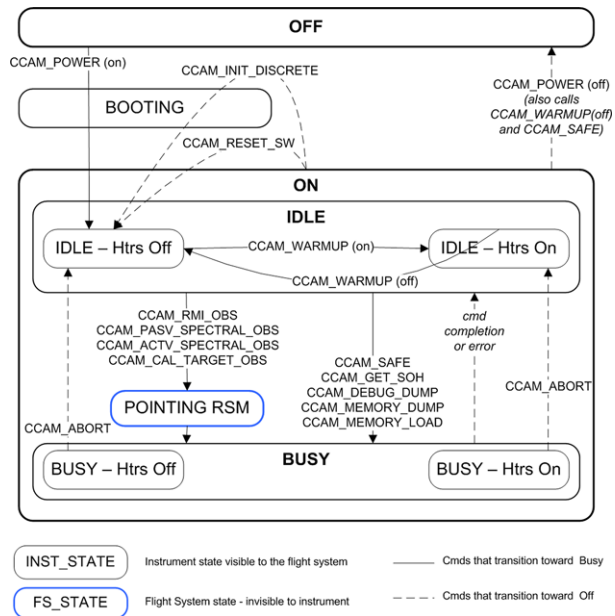 OFF
CCAM_POWER (on)
CCAM_INIT_DISCRETE
CCAM_POWER (off)
(also calls
CCAM_WARMUP(off)
and CCAM_SAFE)
BOOTING
CCAM_RESET_SW
ON
IDLE
IDLE – Htrs Off
CCAM_WARMUP (on)
IDLE – Htrs On
CCAM_WARMUP (off)
CCAM_RMI_OBS
CCAM_PASV_SPECTRAL_OBS
CCAM_ACTV_SPECTRAL_OBS
CCAM_CAL_TARGET_OBS
cmd
completion
or error
CCAM_SAFE
CCAM_GET_SOH
CCAM_DEBUG_DUMP
CCAM_MEMORY_DUMP
CCAM_MEMORY_LOAD
CCAM_ABORT
POINTING RSM
CCAM_ABORT
BUSY
BUSY – Htrs Off
BUSY – Htrs On
INST_STATE
Instrument state visible to the flight system
Cmds that transition toward Busy
FS_STATE
Flight System state - invisible to instrument
Cmds that transition toward Off